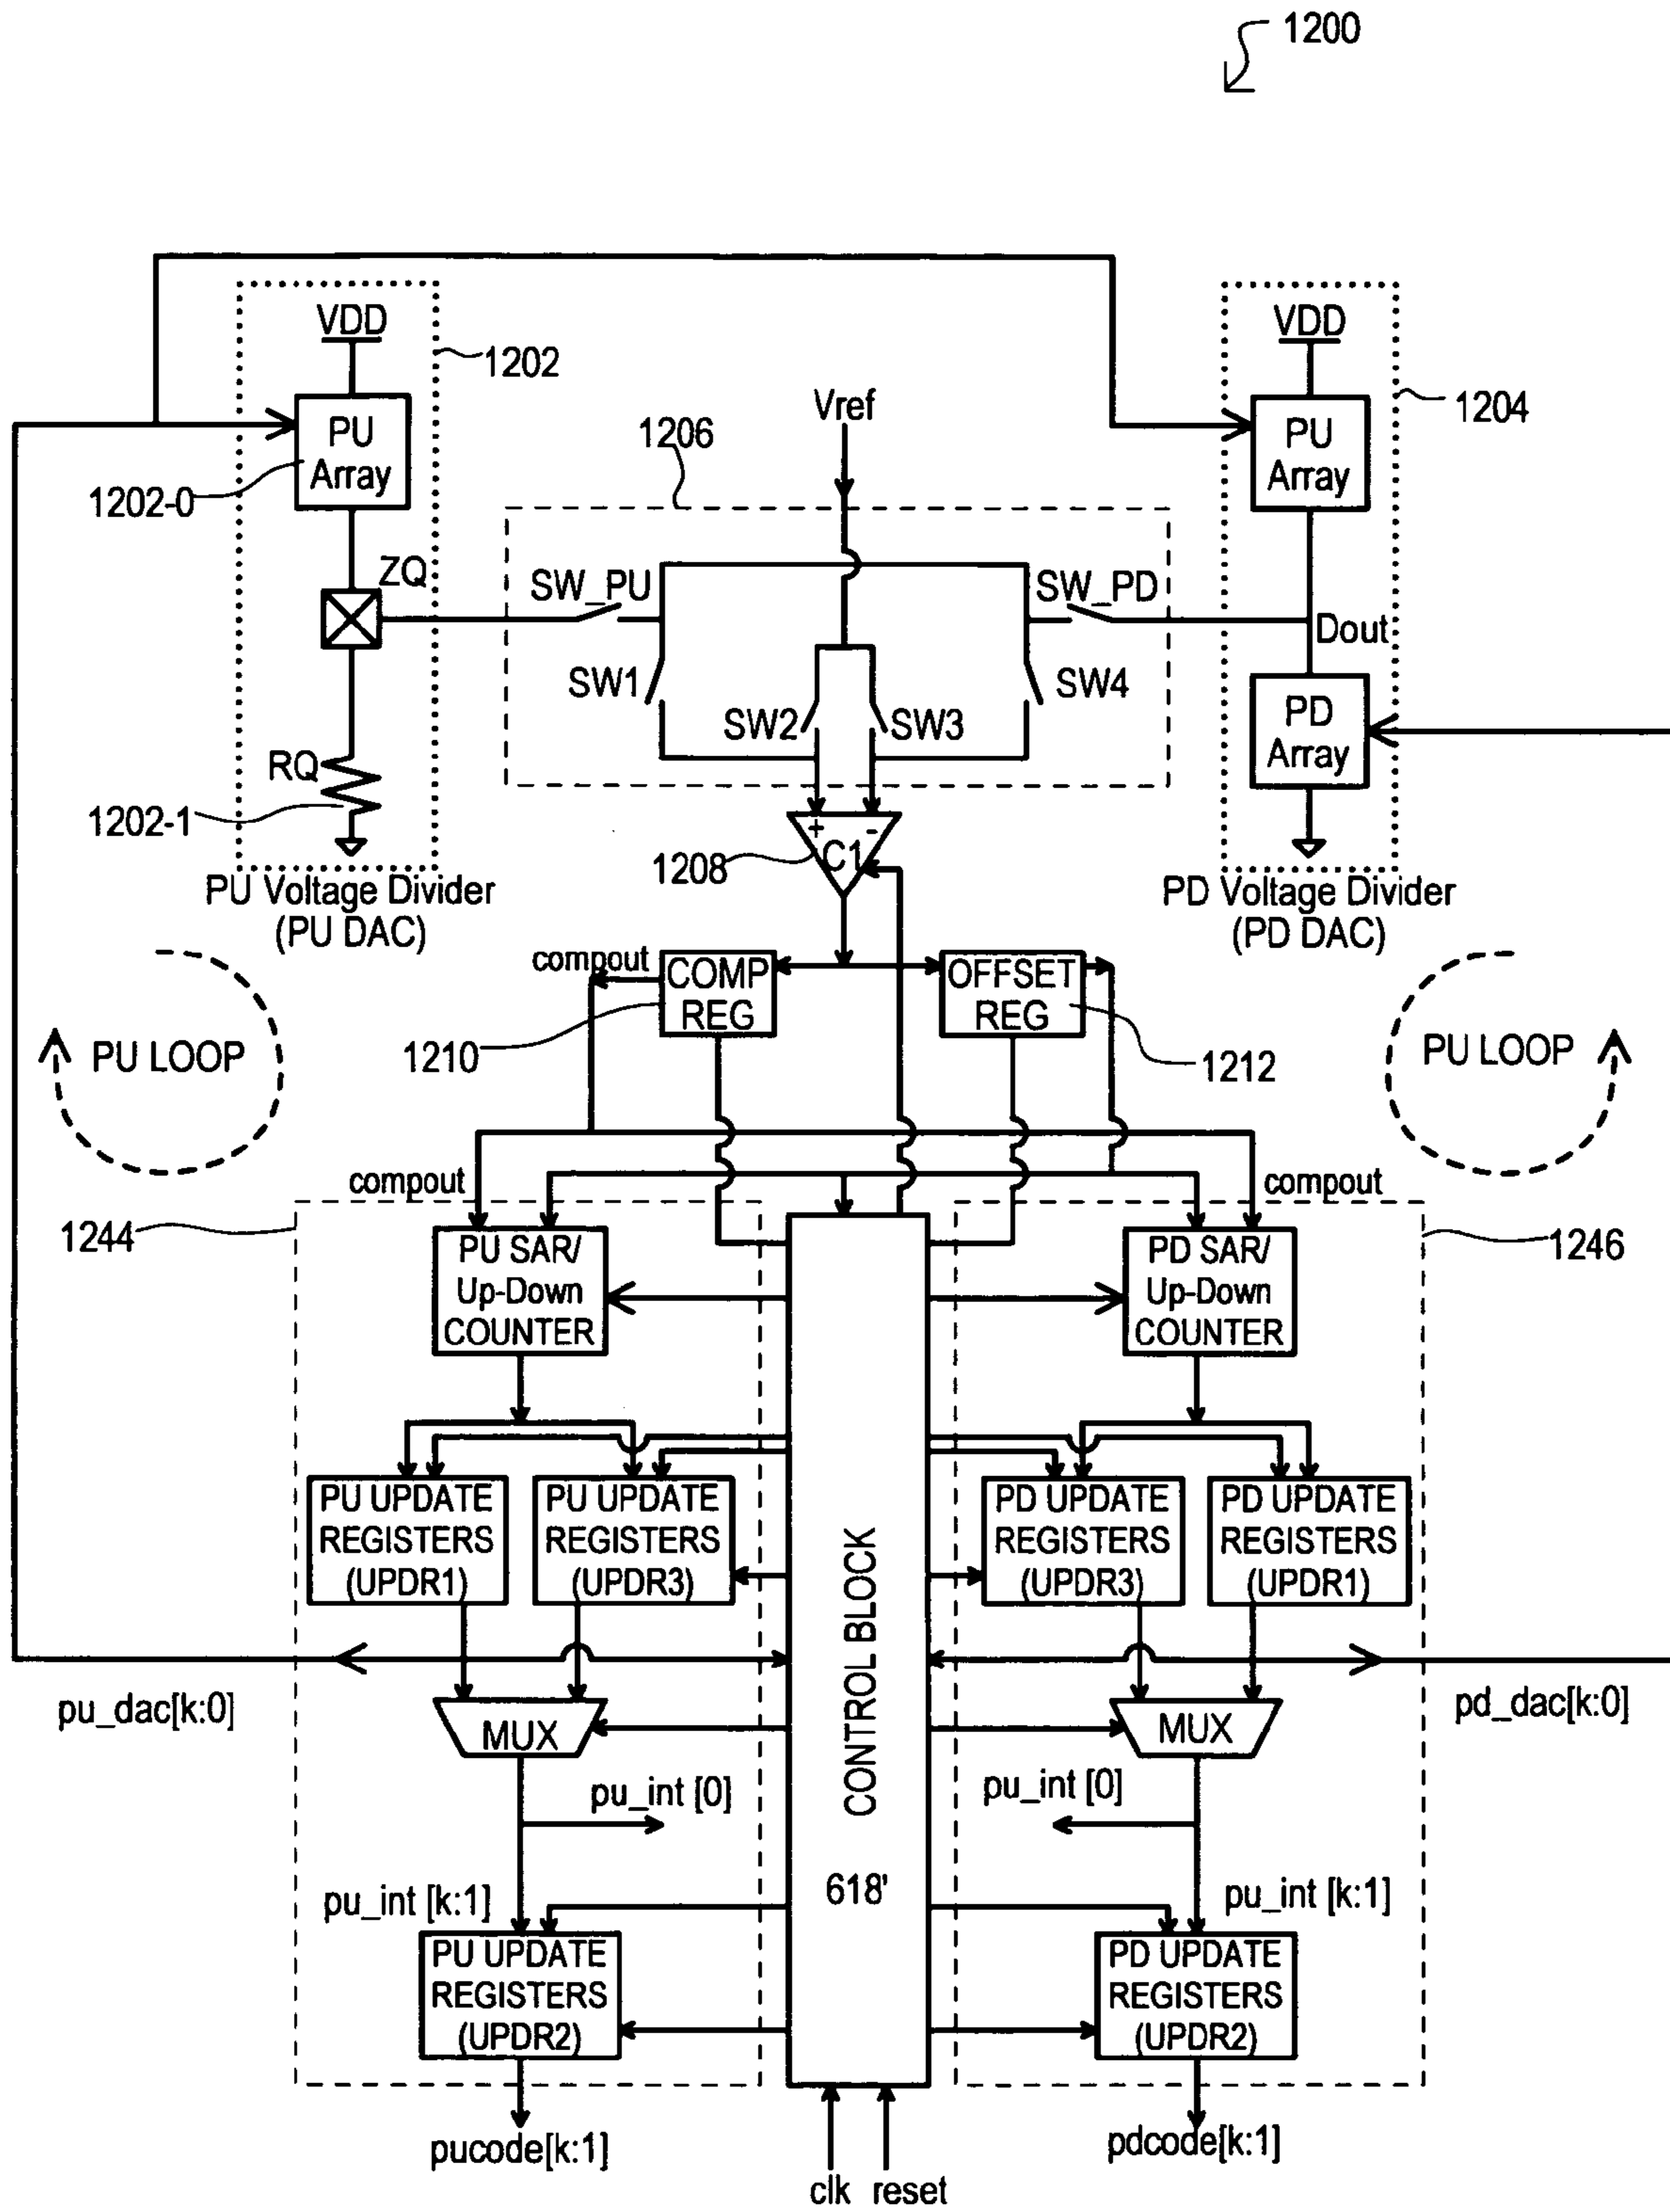 1200
VDD
1202
PU
Array
1202-0
ZQ
RQ
1202-1
PU Voltage Divider
(PU DAC)
Vref
1206
SW_PU
SW_PD
SW1
SW2
SW3
SW4
+
-
C1
1208
VDD
1204
PU
Array
Dout
PD
Array
PD Voltage Divider
(PD DAC)
compout
COMP
REG
OFFSET
REG
1210
1212
PU LOOP
PU LOOP
compout
compout
1244
1246
PU SAR/
Up-Down
COUNTER
PD SAR/
Up-Down
COUNTER
PU UPDATE
REGISTERS
(UPDR1)
PU UPDATE
REGISTERS
(UPDR3)
CONTROL BLOCK
618'
PD UPDATE
REGISTERS
(UPDR3)
PD UPDATE
REGISTERS
(UPDR1)
pu_dac[k:0]
pd_dac[k:0]
MUX
MUX
pu_int [0]
pu_int [0]
pu_int [k:1]
pu_int [k:1]
PU UPDATE
REGISTERS
(UPDR2)
PD UPDATE
REGISTERS
(UPDR2)
pucode[k:1]
pdcode[k:1]
clk reset